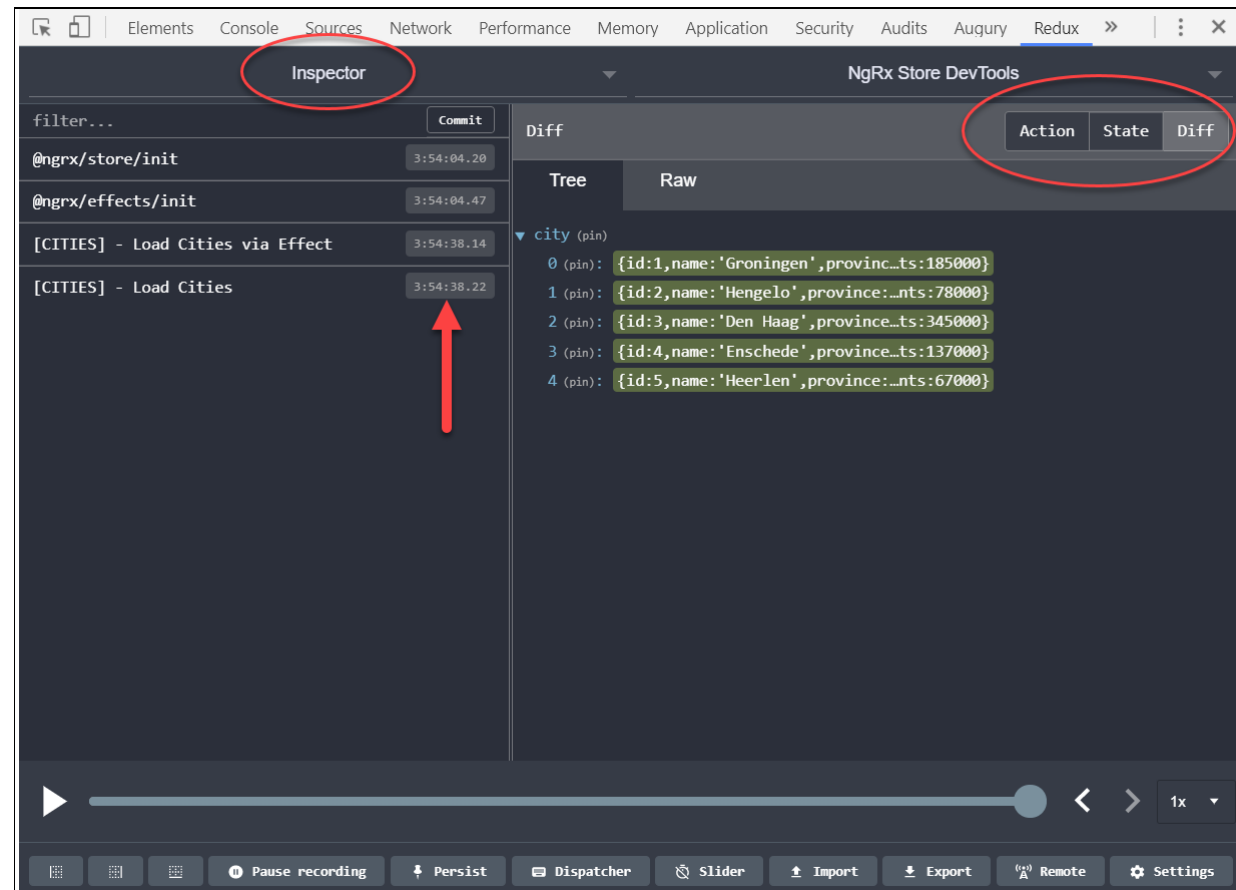 Elements Console Sources Network Performance Memory Application Security Audits Augury Redux »
Inspector NgRx Store DevTools
filter... Commit
@ngrx/store/init 3:54:04.20
@ngrx/effects/init 3:54:04.47
[CITIES] - Load Cities via Effect 3:54:38.14
[CITIES] - Load Cities 3:54:38.22
Diff Action State Diff
Tree Raw
city (pin)
0 (pin): {id:1,name:'Groningen',provinc…ts:185000}
1 (pin): {id:2,name:'Hengelo',province:…nts:78000}
2 (pin): {id:3,name:'Den Haag',province…ts:345000}
3 (pin): {id:4,name:'Enschede',province…ts:137000}
4 (pin): {id:5,name:'Heerlen',province:…nts:67000}
1x
Pause recording Persist Dispatcher Slider Import Export Remote Settings